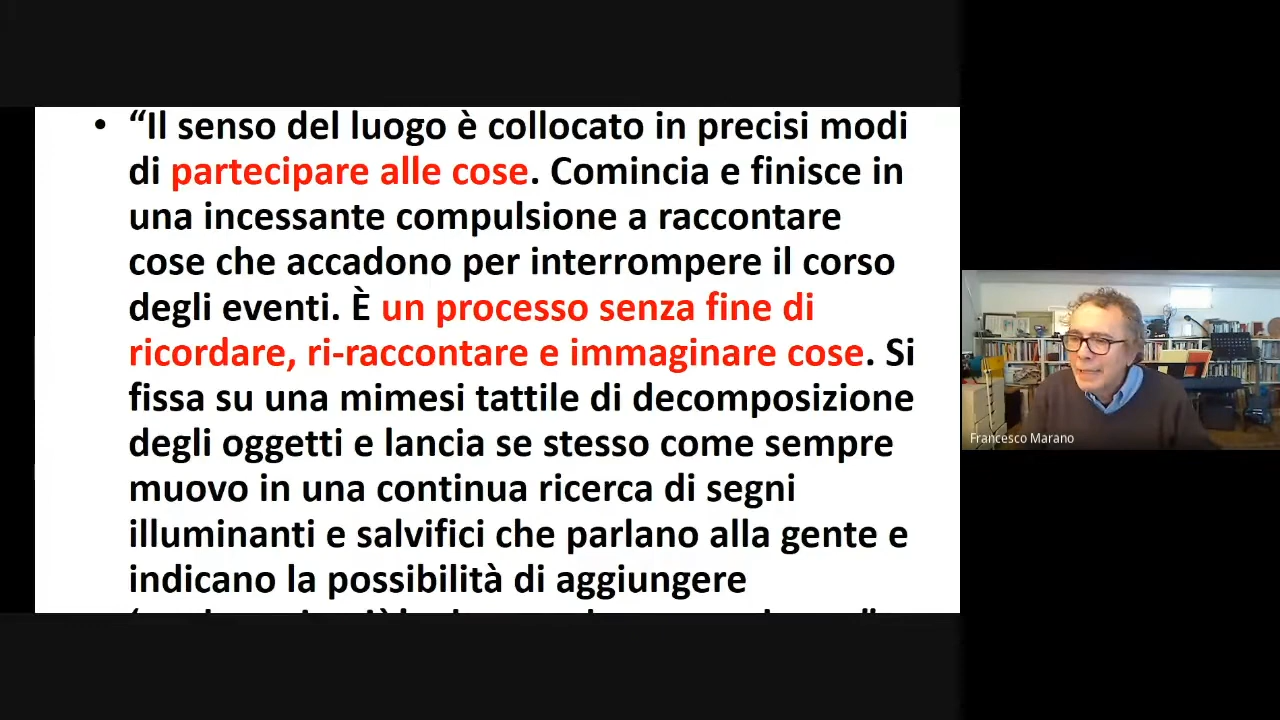 • “Il senso del luogo è collocato in precisi modi
di partecipare alle cose. Comincia e finisce in
una incessante compulsione a raccontare
cose che accadono per interrompere il corso
degli eventi. È un processo senza fine di
ricordare, ri-raccontare e immaginare cose. Si
fissa su una mimesi tattile di decomposizione
degli oggetti e lancia se stesso come sempre
muovo in una continua ricerca di segni
illuminanti e salvifici che parlano alla gente e
indicano la possibilità di aggiungere
Francesco Marano